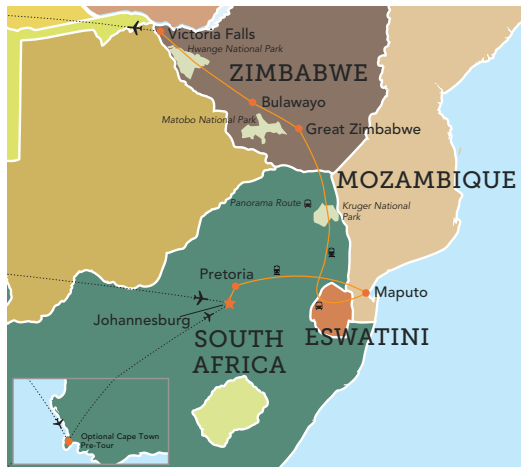 Victoria Falls
Hwange National Park
ZIMBABWE
Bulawayo
Matobo National Park
Great Zimbabwe
MOZAMBIQUE
Panorama Route
Kruger National
Park
Pretoria
Maputo
Johannesburg
SOUTH
AFRICA
ESWATINI
Optional Cape Town
Pre-Tour